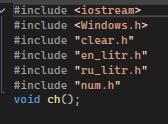 #include <iostream>
#include <Windows.h>
#include "clear.h"
#include "en_litr.h"
#include "ru_litr.h"
#include "num.h"
void ch();